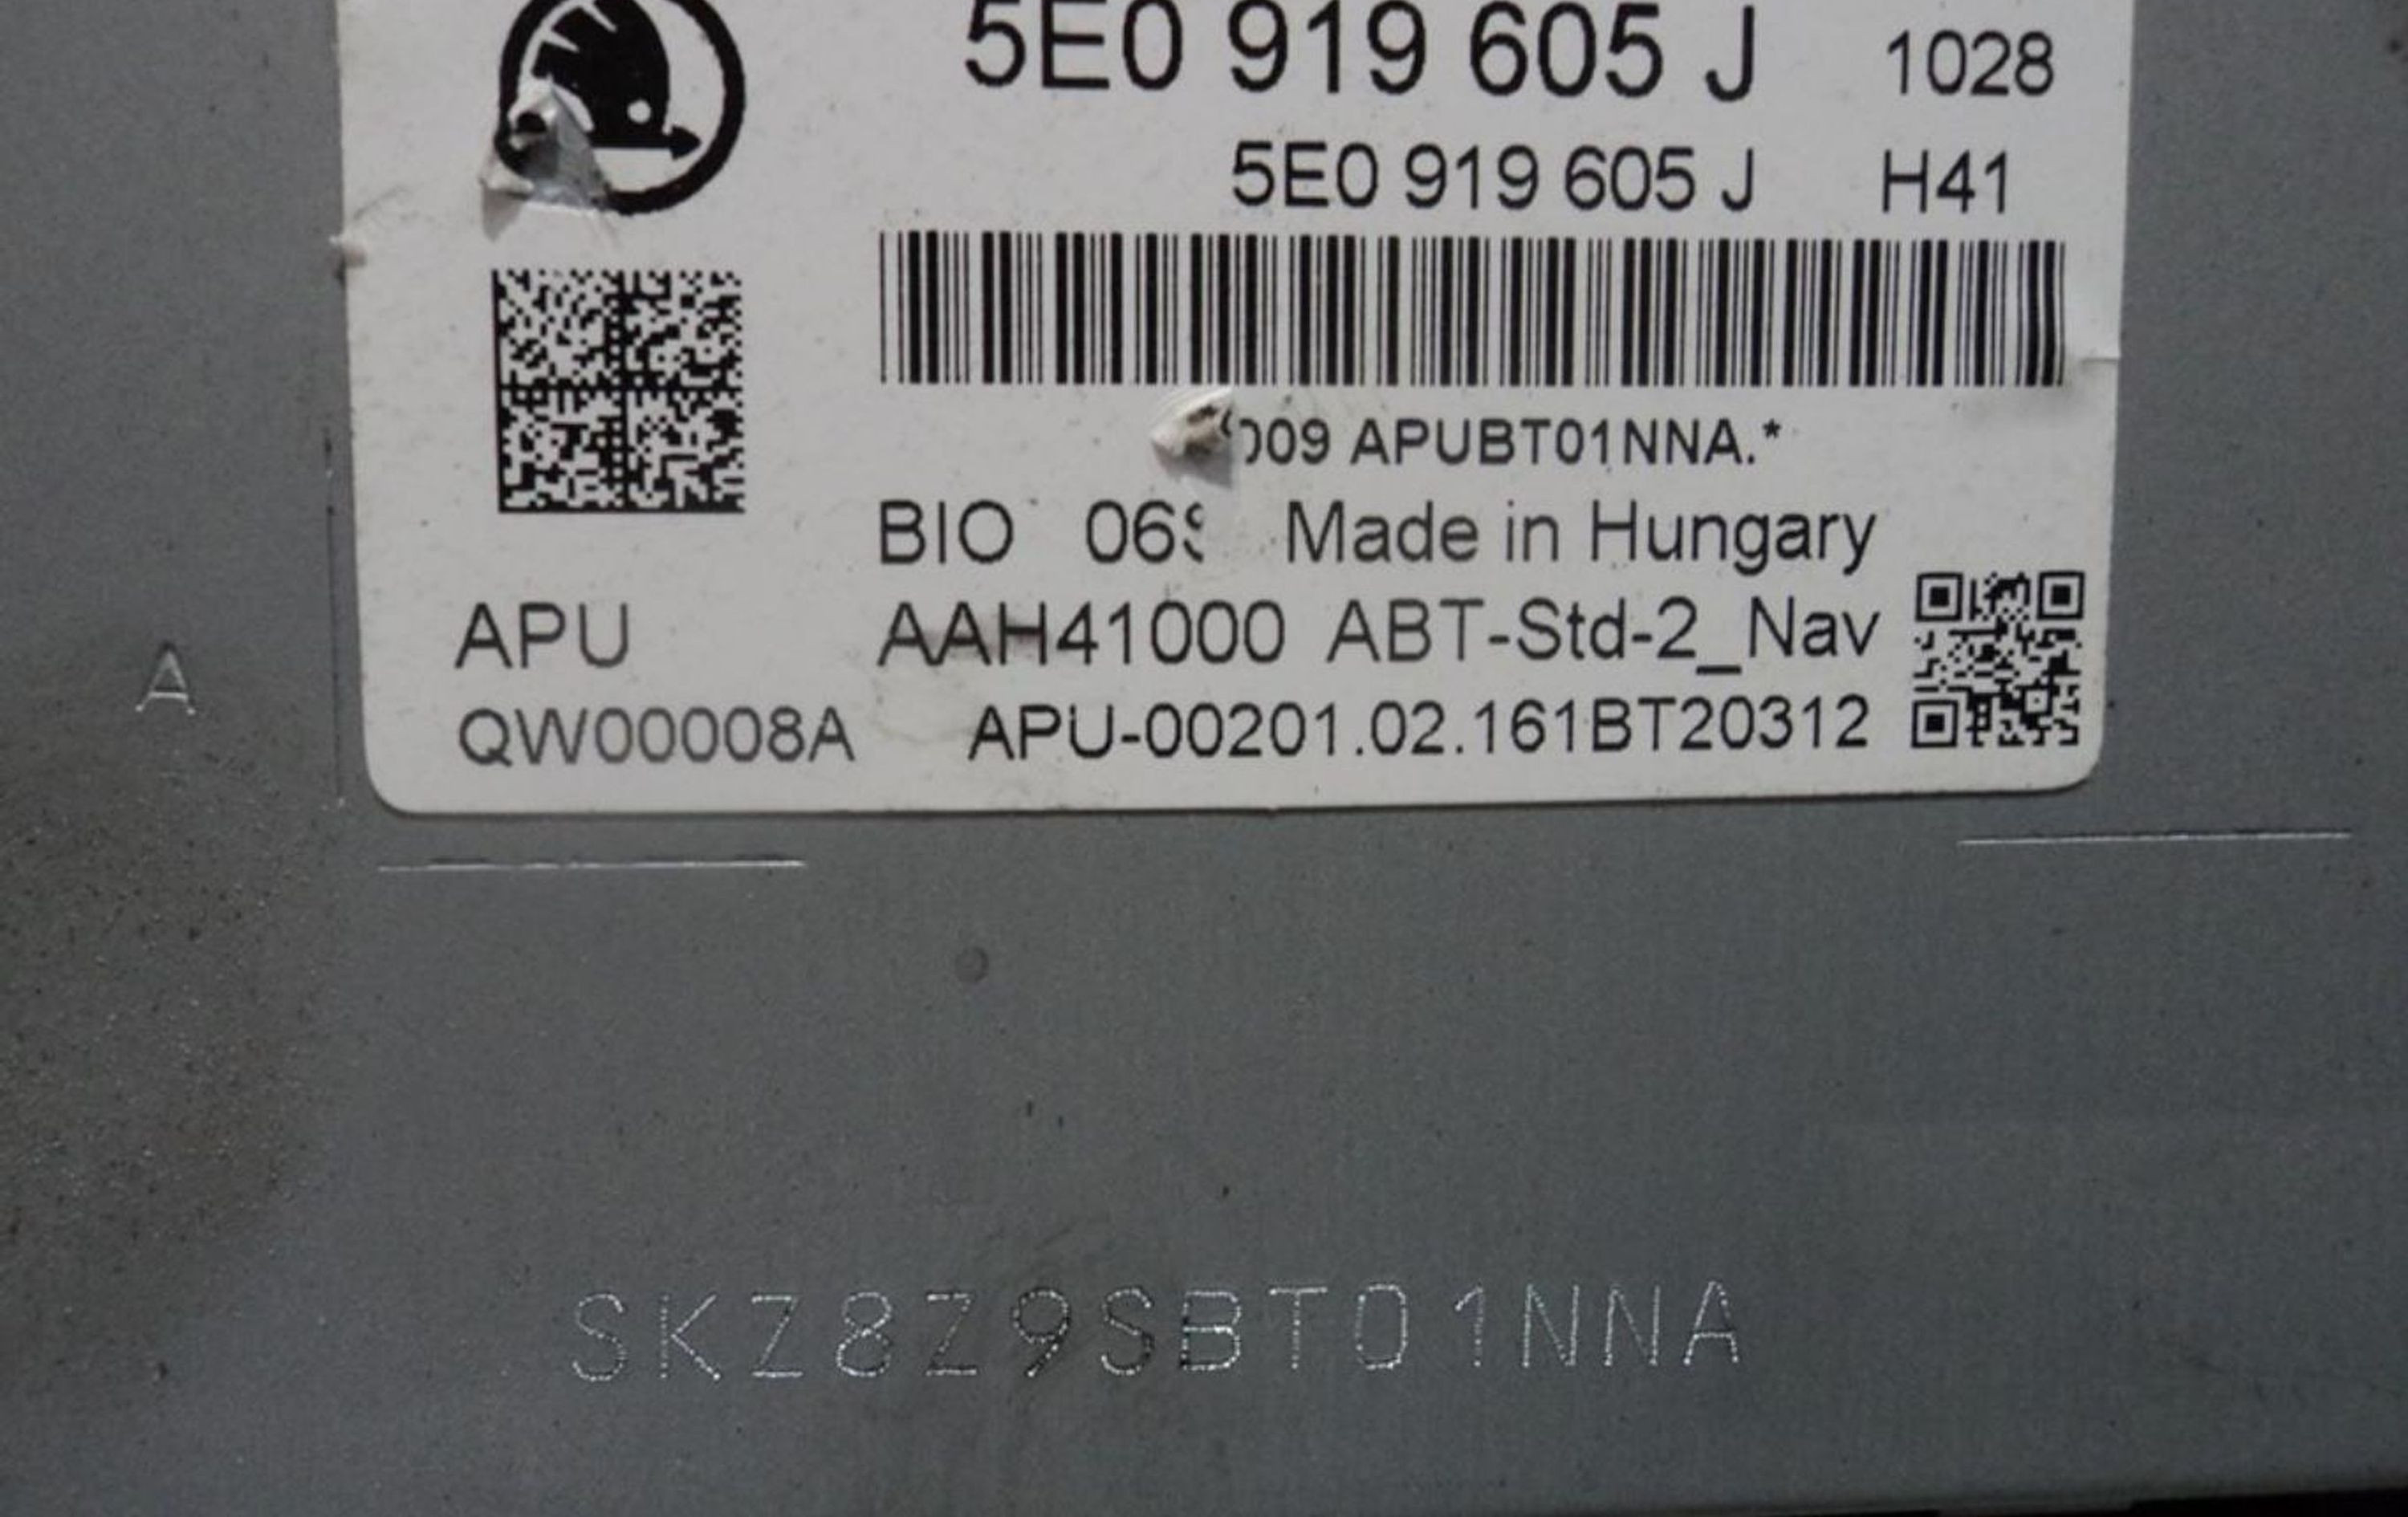 5E0 919 605 J 1028
5E0 919 605 J H41
APUBT01NNA.*
BIO Made in Hungary
APU AAH41000 ABT-Std-2_Nav
QW00008A APU-00201.02.161BT20312
A
SKZ8Z9SBT01NNA